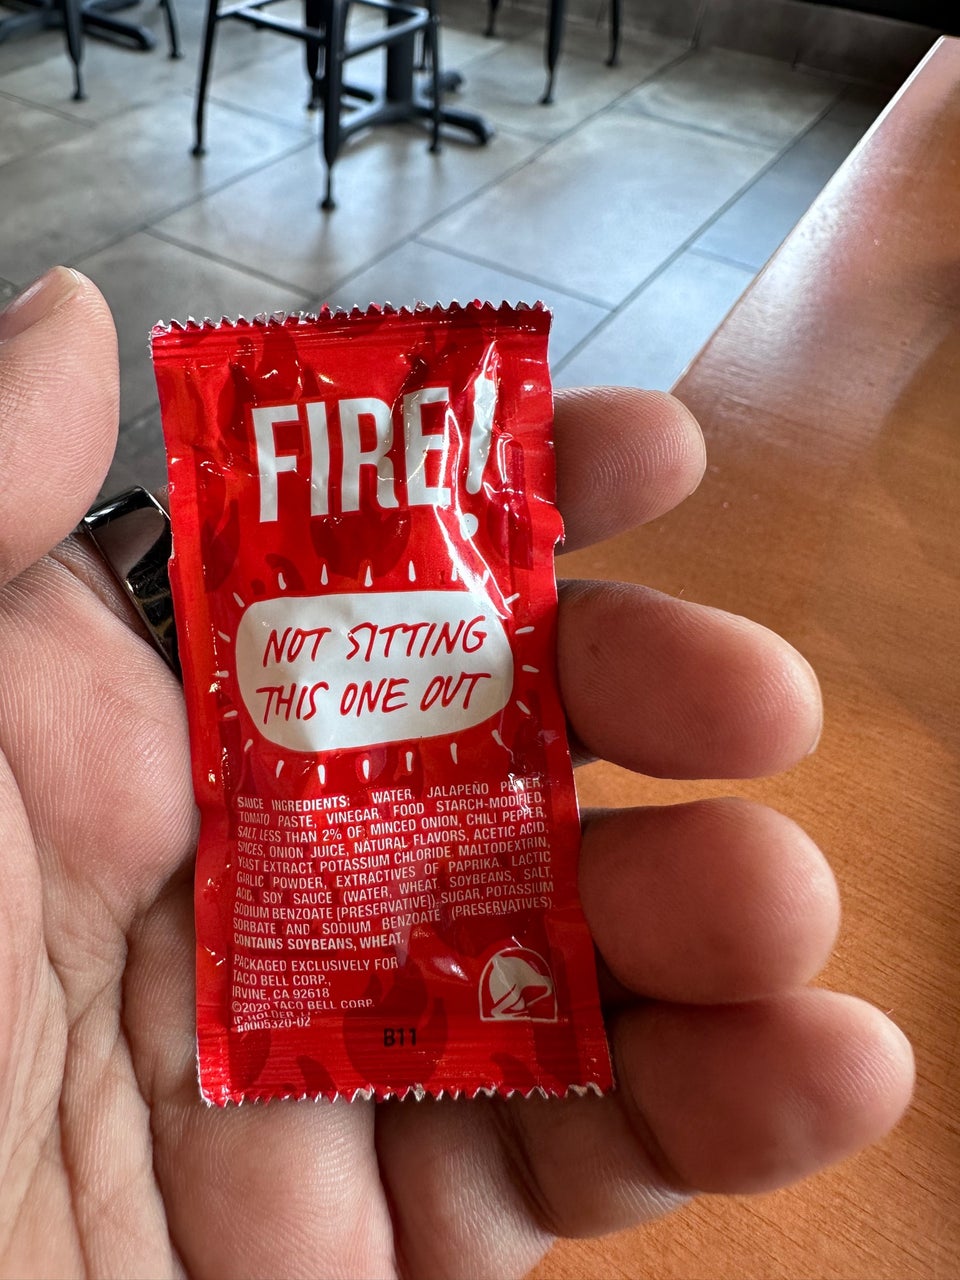 FIRE!
NOT SITTING
THIS ONE OUT
SAUCE INGREDIENTS: WATER, JALAPEÑO PEPPER,
TOMATO PASTE, VINEGAR, FOOD STARCH-MODIFIED,
SALT, LESS THAN 2% OF: MINCED ONION, CHILI PEPPER,
SPICES, ONION JUICE, NATURAL FLAVORS, ACETIC ACID,
YEAST EXTRACT, POTASSIUM CHLORIDE, MALTODEXTRIN,
GARLIC POWDER, EXTRACTIVES OF PAPRIKA, LACTIC
ACID, SOY SAUCE (WATER, WHEAT, SOYBEANS, SALT,
SODIUM BENZOATE (PRESERVATIVE)), SUGAR, POTASSIUM
SORBATE AND SODIUM BENZOATE (PRESERVATIVES).
CONTAINS SOYBEANS, WHEAT.
PACKAGED EXCLUSIVELY FOR
TACO BELL CORP.,
IRVINE, CA 92618
©2020 TACO BELL CORP.
IP HOLDER,
#0005320-02
B11